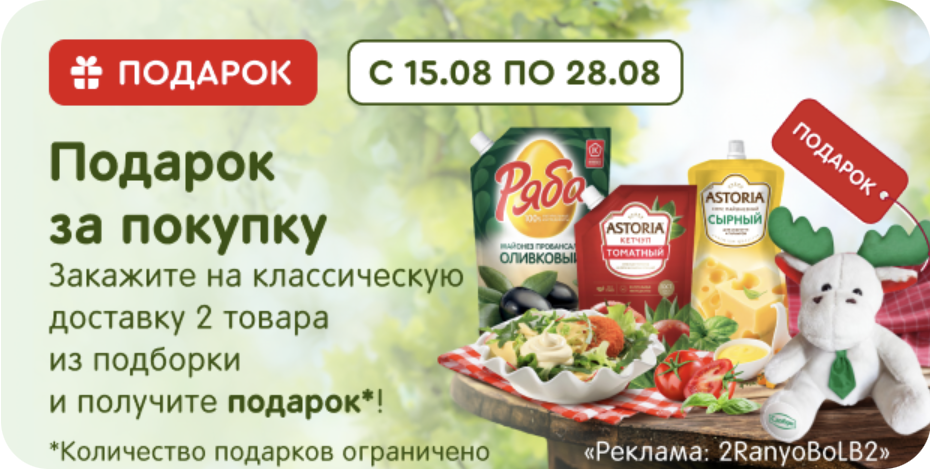 ПОДАРОК
С 15.08 ПО 28.08
Подарок
за покупку
Закажите на классическую
доставку 2 товара
из подборки
и получите подарок*!
*Количество подарков ограничено
Ряба
МАЙОНЕЗ ПРОВАНСАЛЬ
ОЛИВКОВЫЙ
ASTORIA
КЕТЧУП
ТОМАТНЫЙ
ASTORIA
СЫРНЫЙ
ПОДАРОК
«Реклама: 2RanyoBoLB2»